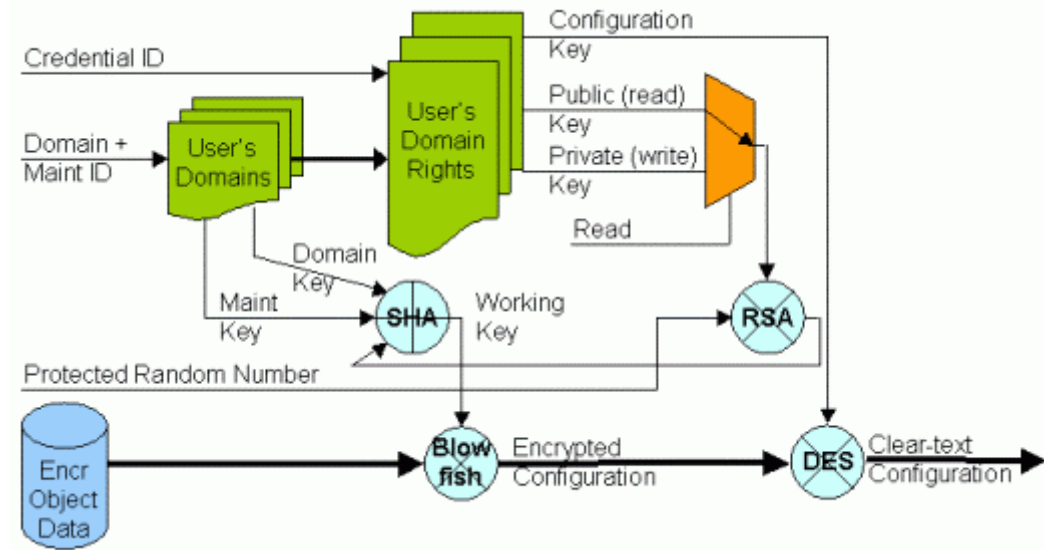 Configuration
Key
Credential ID
User's
Domain
Rights
Public (read)
Key
Domain +
Maint ID
User's
Domains
Private (write)
Key
Read
Domain
Key
Maint
Key
SHA
Working
Key
RSA
Protected Random Number
Encr
Object
Data
Blow
fish
Encrypted
Configuration
DES
Clear-text
Configuration